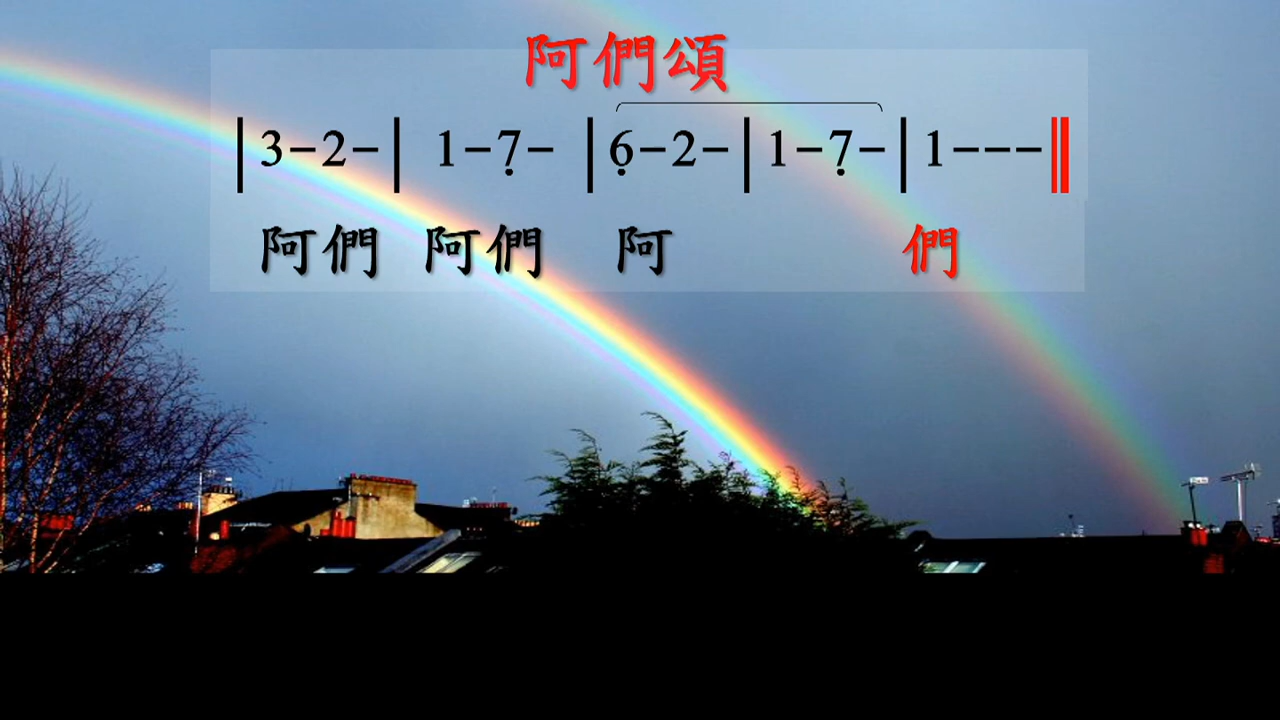 阿們頌
|3-2-| 1-7̣- |6̣-2-|1-7̣-|1---‖
阿們 阿們 阿 們